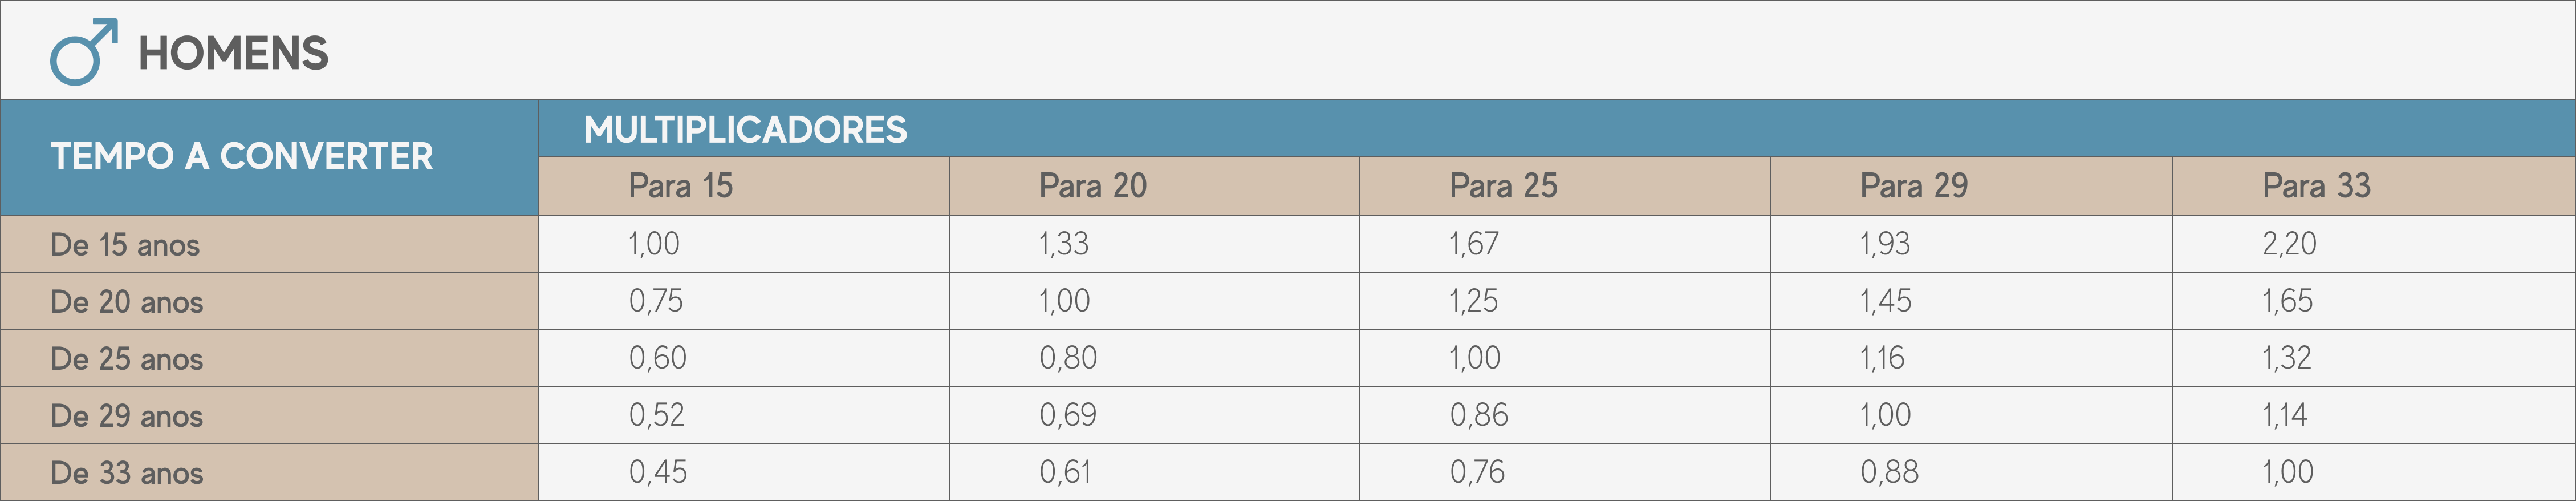 HOMENS
TEMPO A CONVERTER
MULTIPLICADORES
Para 15 Para 20 Para 25 Para 29 Para 33
De 15 anos 1,00 1,33 1,67 1,93 2,20
De 20 anos 0,75 1,00 1,25 1,45 1,65
De 25 anos 0,60 0,80 1,00 1,16 1,32
De 29 anos 0,52 0,69 0,86 1,00 1,14
De 33 anos 0,45 0,61 0,76 0,88 1,00